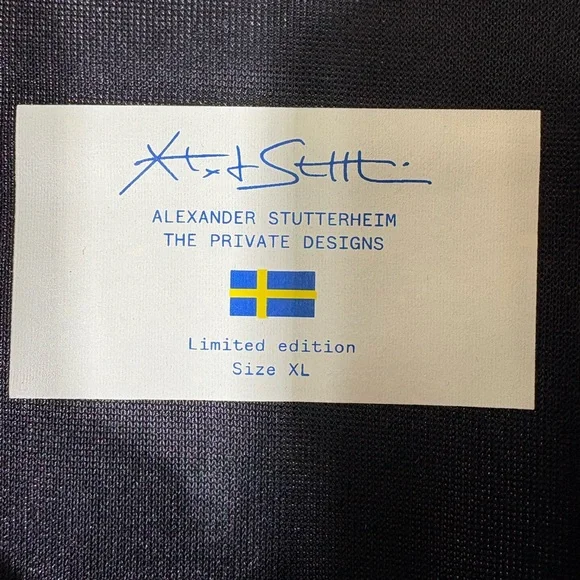 ALEXANDER STUTTERHEIM
THE PRIVATE DESIGNS
Limited edition
Size XL